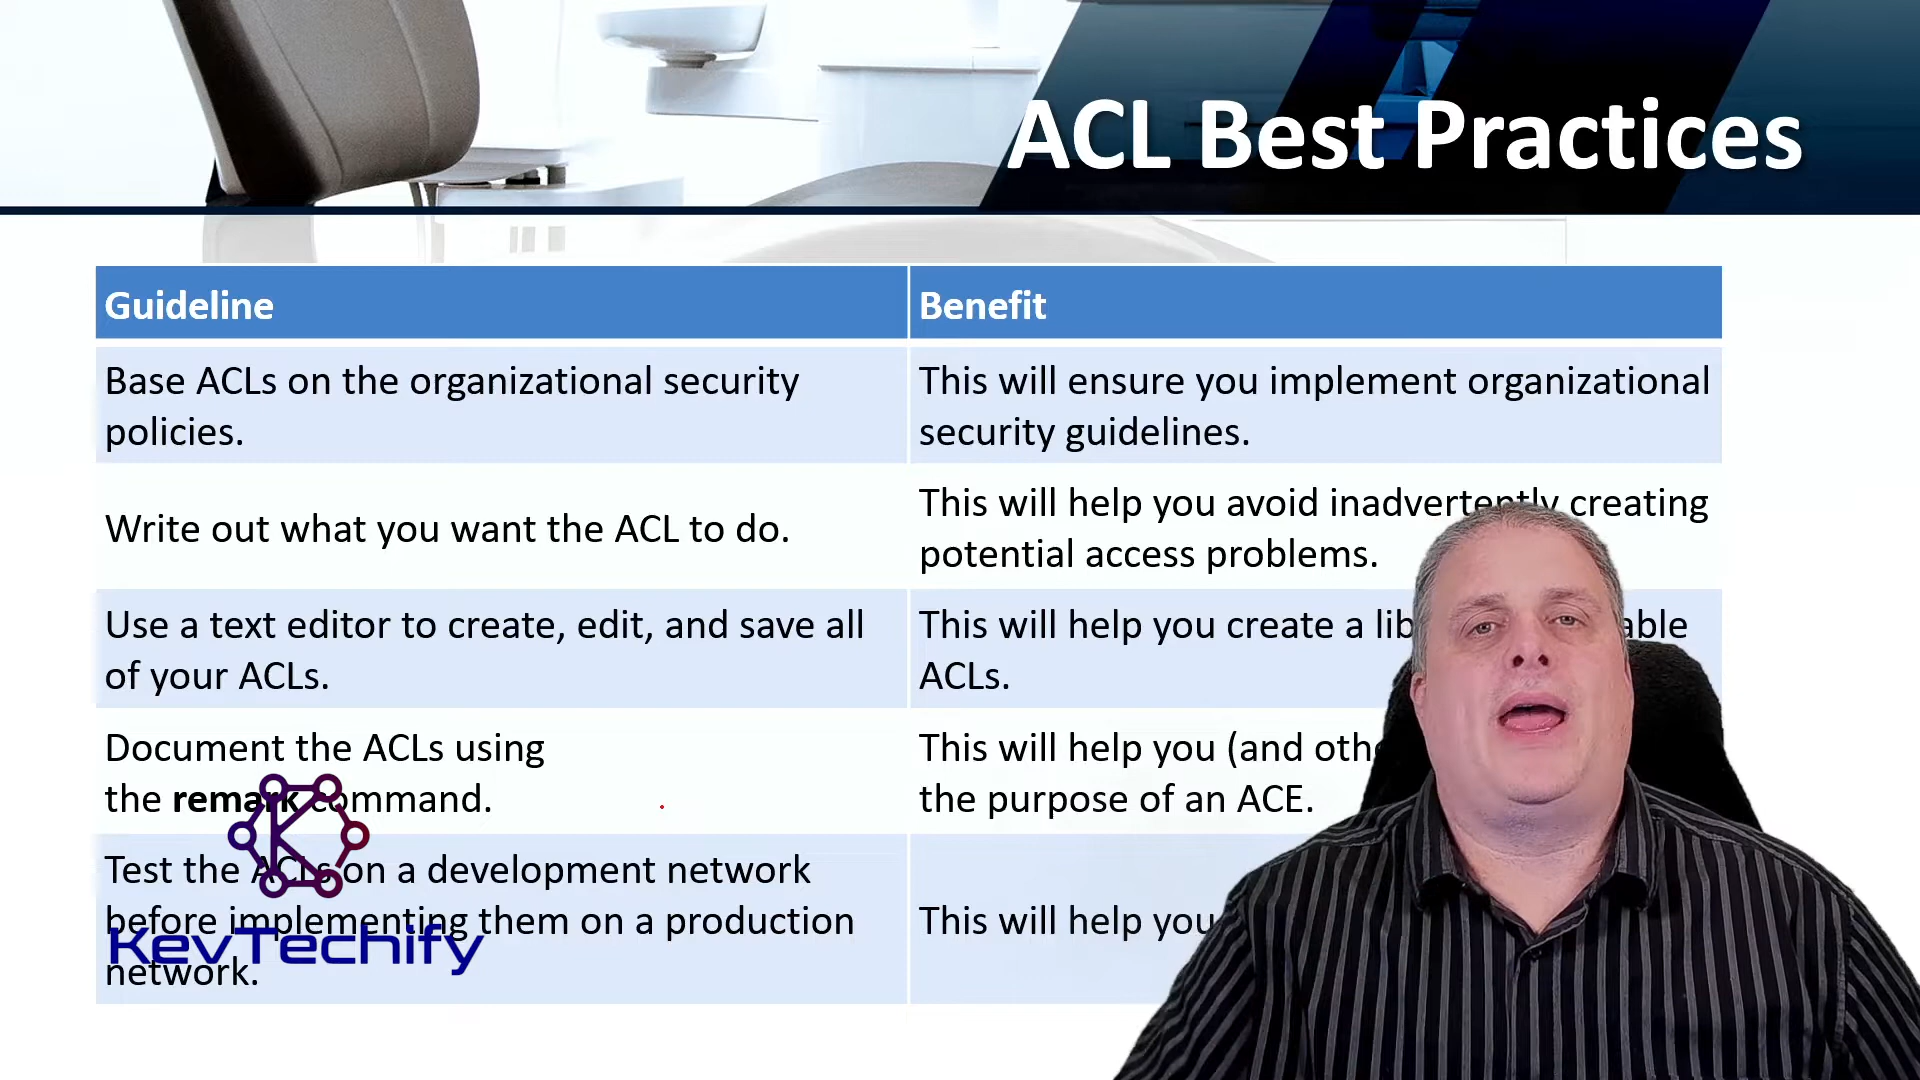 ACL Best Practices
Guideline
Benefit
Base ACLs on the organizational security
policies.
This will ensure you implement organizational
security guidelines.
Write out what you want the ACL to do.
This will help you avoid inadvertently creating
potential access problems.
Use a text editor to create, edit, and save all
of your ACLs.
This will help you create a
ACLs.
Document the ACLs using
the remark command.
This will help you (and
the purpose of an ACE.
Test the ACLs on a development network
before implementing them on a production
network.
This will help you
KevTechify